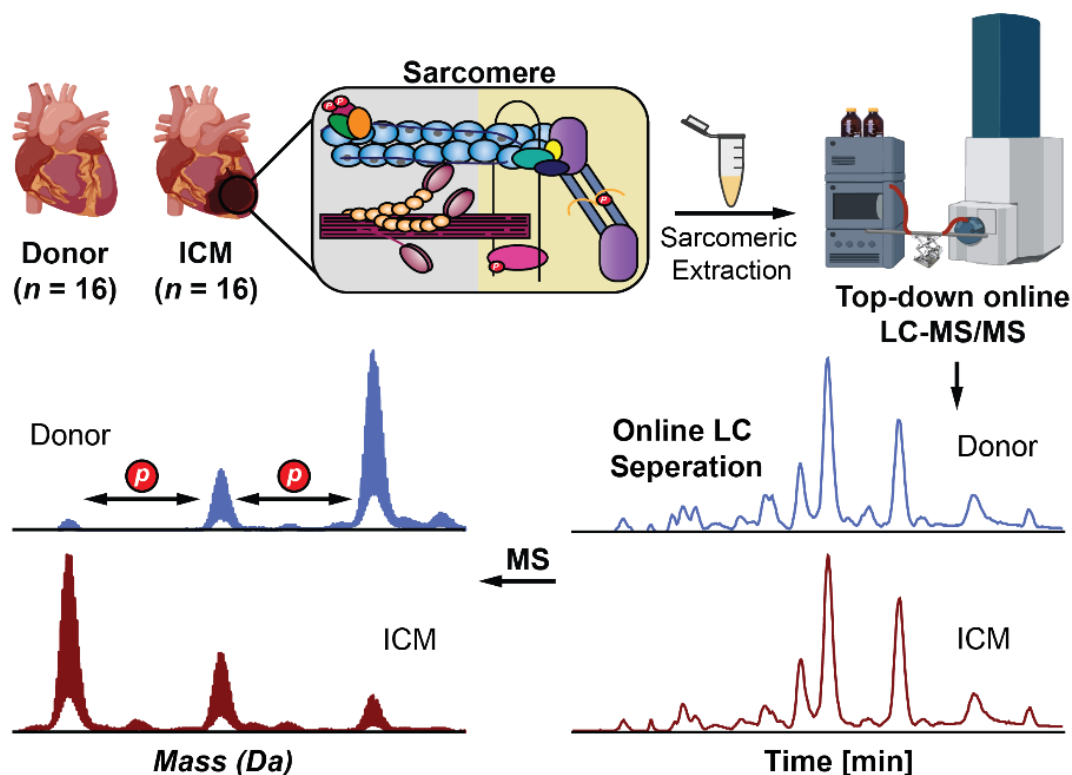 Sarcomere
P P
P
P
Donor
(n = 16)
ICM
(n = 16)
Sarcomeric
Extraction
Top-down online
LC-MS/MS
Donor
p
p
Online LC
Seperation
Donor
MS
ICM
ICM
Mass (Da)
Time [min]